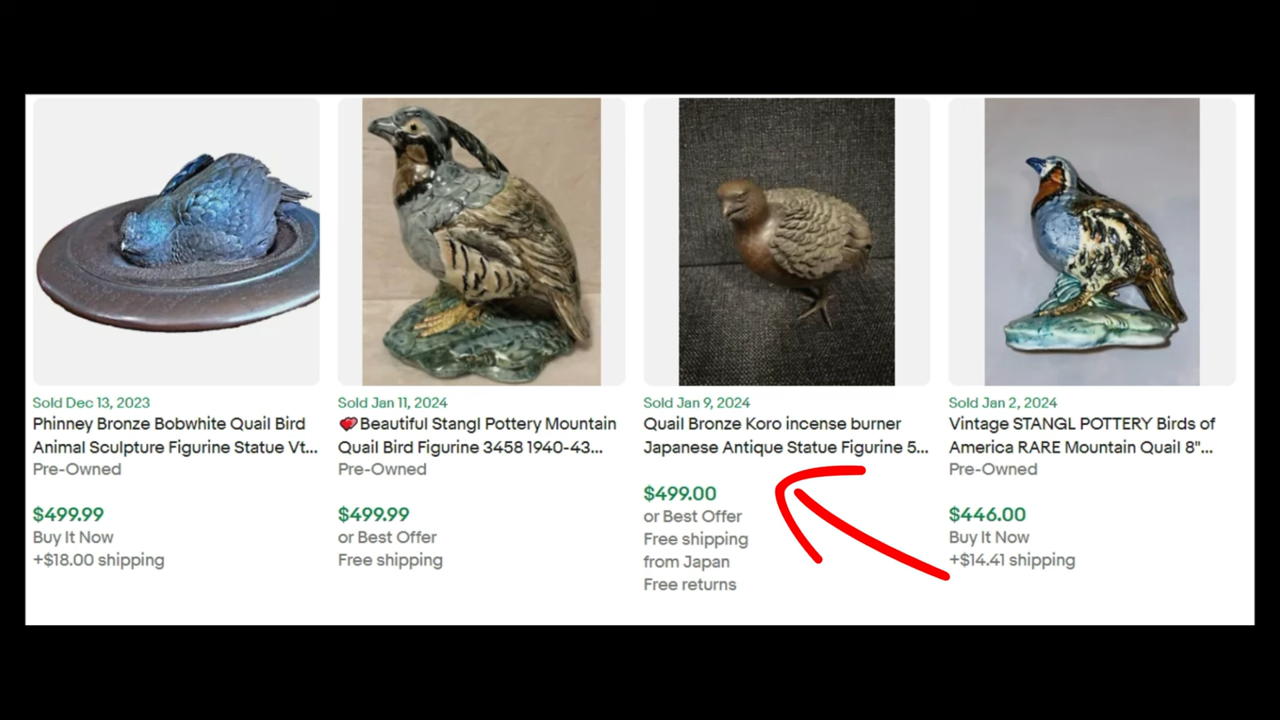 Sold Dec 13, 2023
Phinney Bronze Bobwhite Quail Bird
Animal Sculpture Figurine Statue Vt...
Pre-Owned
$499.99
Buy It Now
+$18.00 shipping
Sold Jan 11, 2024
💕Beautiful Stangl Pottery Mountain
Quail Bird Figurine 3458 1940-43...
Pre-Owned
$499.99
or Best Offer
Free shipping
Sold Jan 9, 2024
Quail Bronze Koro incense burner
Japanese Antique Statue Figurine 5...
$499.00
or Best Offer
Free shipping
from Japan
Free returns
Sold Jan 2, 2024
Vintage STANGL POTTERY Birds of
America RARE Mountain Quail 8"...
Pre-Owned
$446.00
Buy It Now
+$14.41 shipping